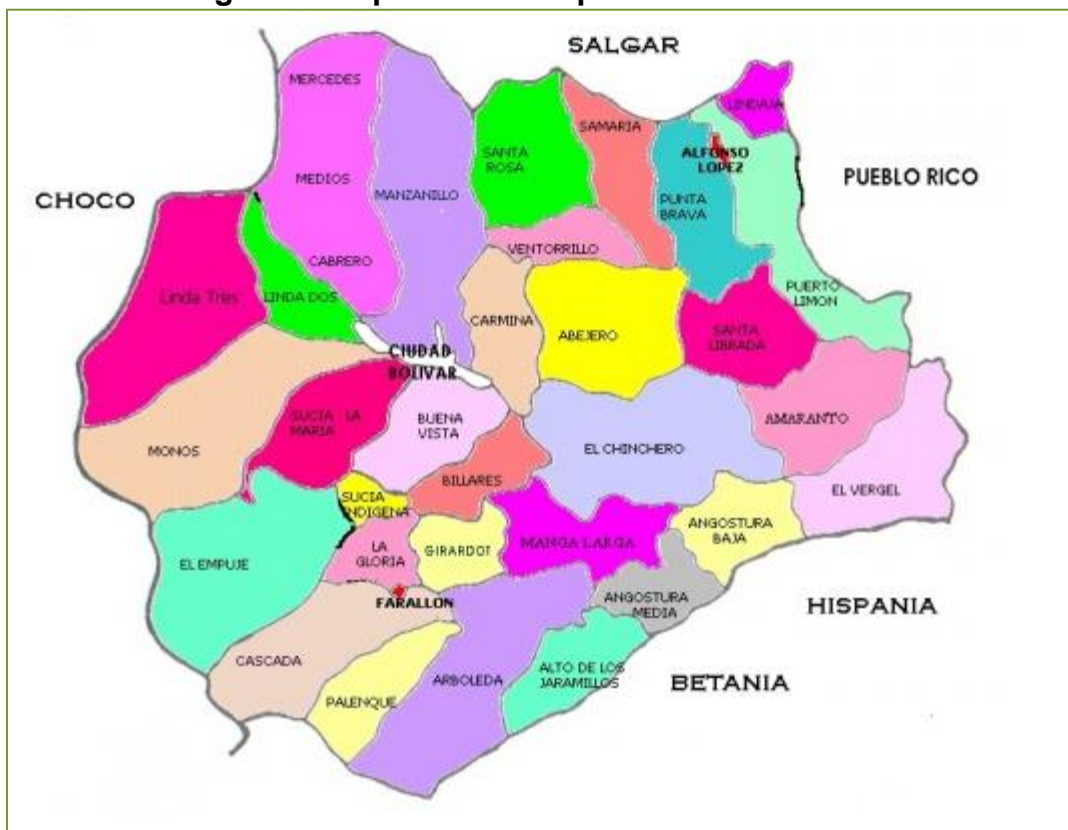 SALGAR
MERCEDES
LINDAJA
SAMARIA
SANTA
ROSA
ALFONSO
LOPEZ
PUEBLO RICO
MEDIOS
CHOCO
MANZANILLO
PUNTA
BRAVA
VENTORRILLO
CABRERO
PUERTO
LIMON
Linda Tres
LINDA DOS
CARMINA
ABEJERO
SANTA
LIBRADA
CIUDAD
BOLIVAR
SUCIA LA
MARIA
BUENA
VISTA
AMARANTO
MONOS
EL CHINCHERO
BILLARES
EL VERGEL
SUCIA
INDIGENA
ANGOSTURA
BAJA
LA
GLORIA
GIRARDOT
MANGA LARGA
EL EMPUJE
FARALLON
ANGOSTURA
MEDIA
HISPANIA
CASCADA
ARBOLEDA
ALTO DE LOS
JARAMILLOS
BETANIA
PALENQUE